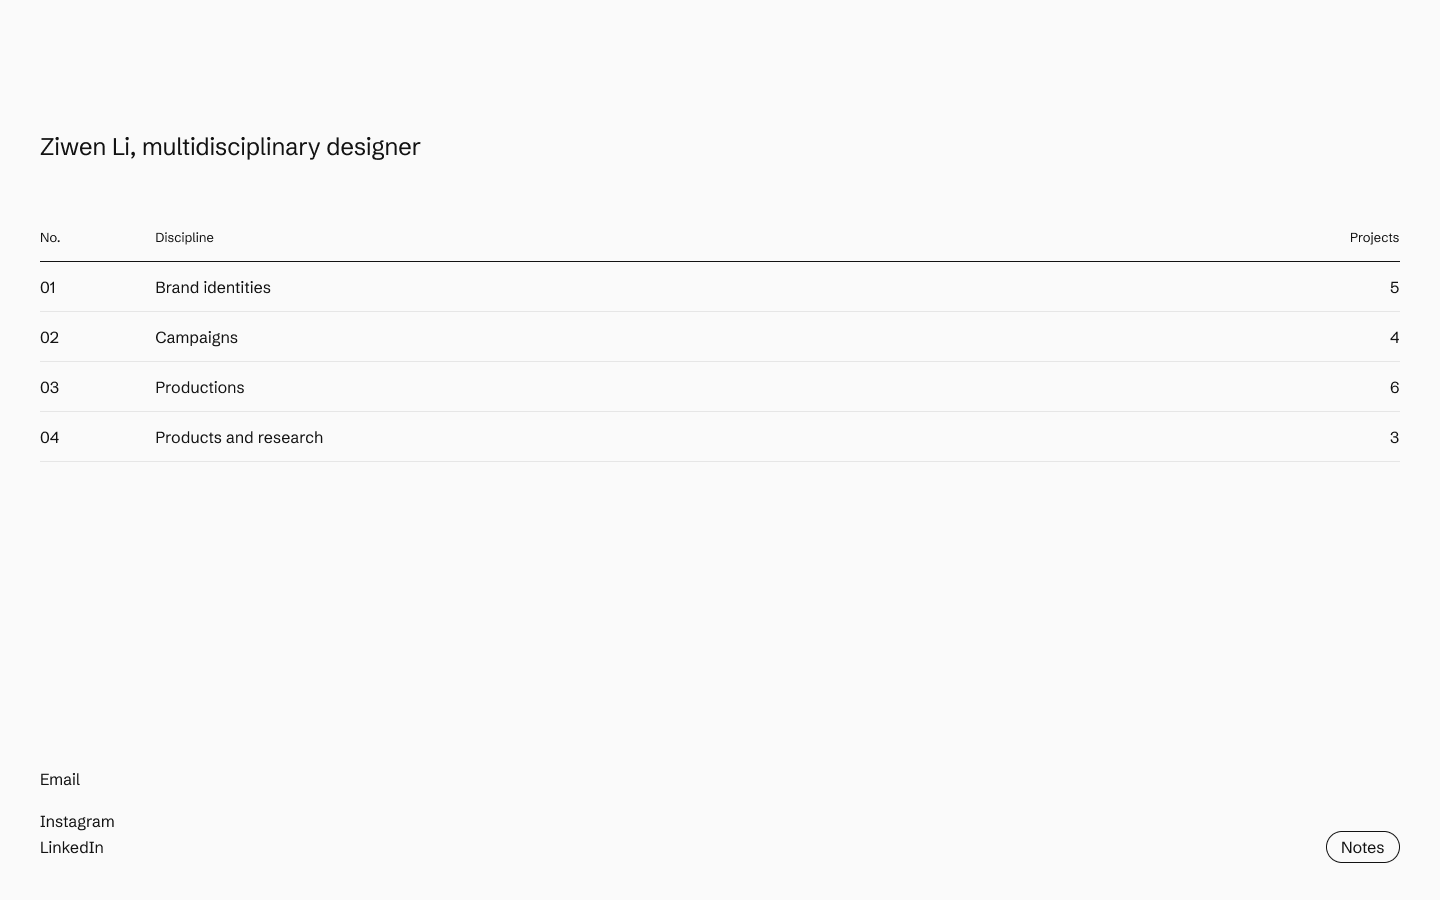 Ziwen Li, multidisciplinary designer
No. Discipline Projects
01 Brand identities 5
02 Campaigns 4
03 Productions 6
04 Products and research 3
Email
Instagram
LinkedIn
Notes